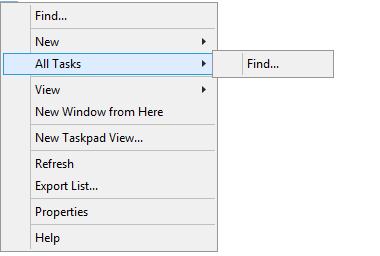 Find...
New
All Tasks
Find...
View
New Window from Here
New Taskpad View...
Refresh
Export List...
Properties
Help